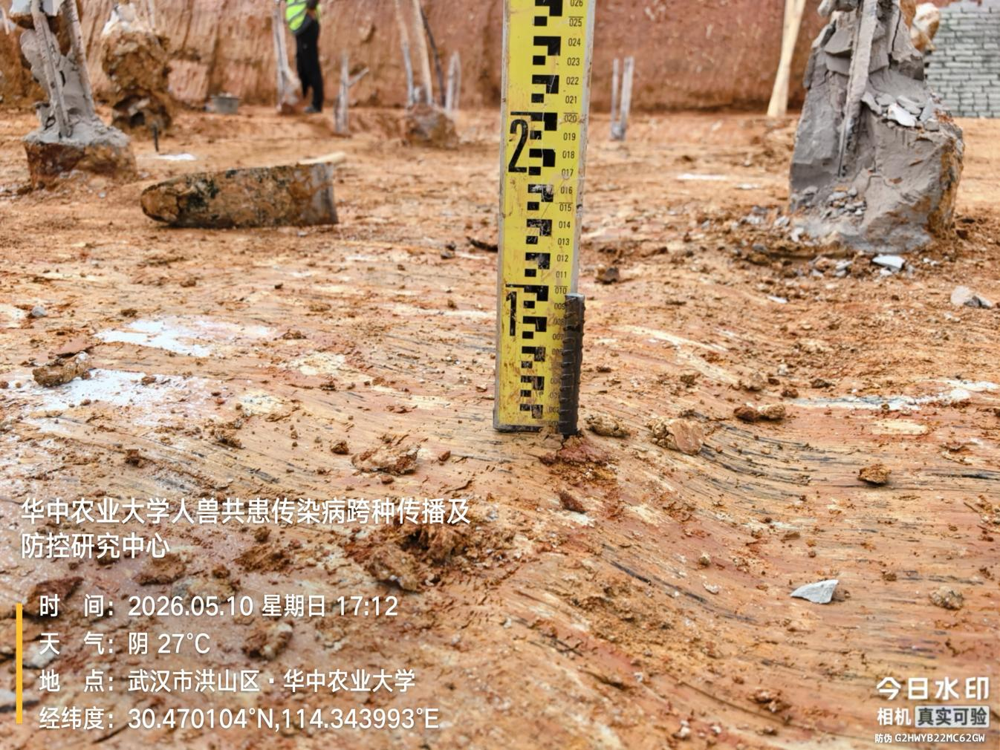 026
025
024
023
022
021
020
2
019
018
017
016
015
014
013
012
011
010
1
009
008
007
002
华中农业大学人兽共患传染病跨种传播及
防控研究中心
时 间：2026.05.10 星期日 17:12
天 气：阴 27°C
地 点：武汉市洪山区·华中农业大学
经纬度：30.470104°N,114.343993°E
今日水印
相机 真实可验
防伪 G2HWYB22MC62GW